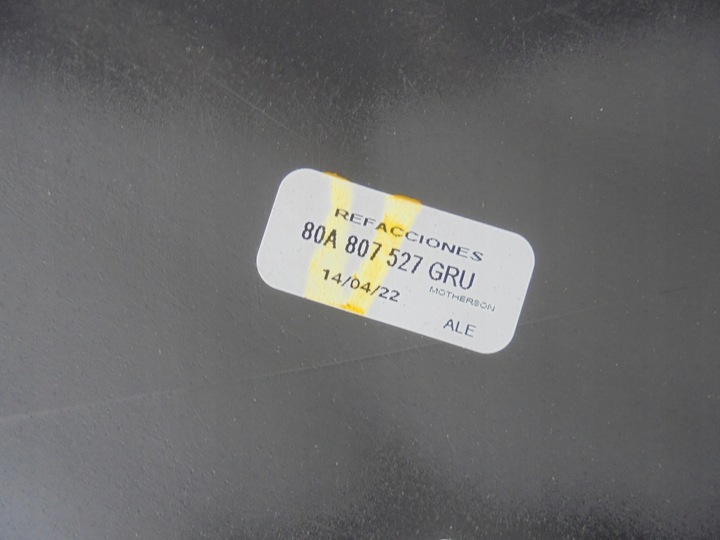 REFACCIONES
80A 807 527 GRU
14/04/22 MOTHERSON
ALE